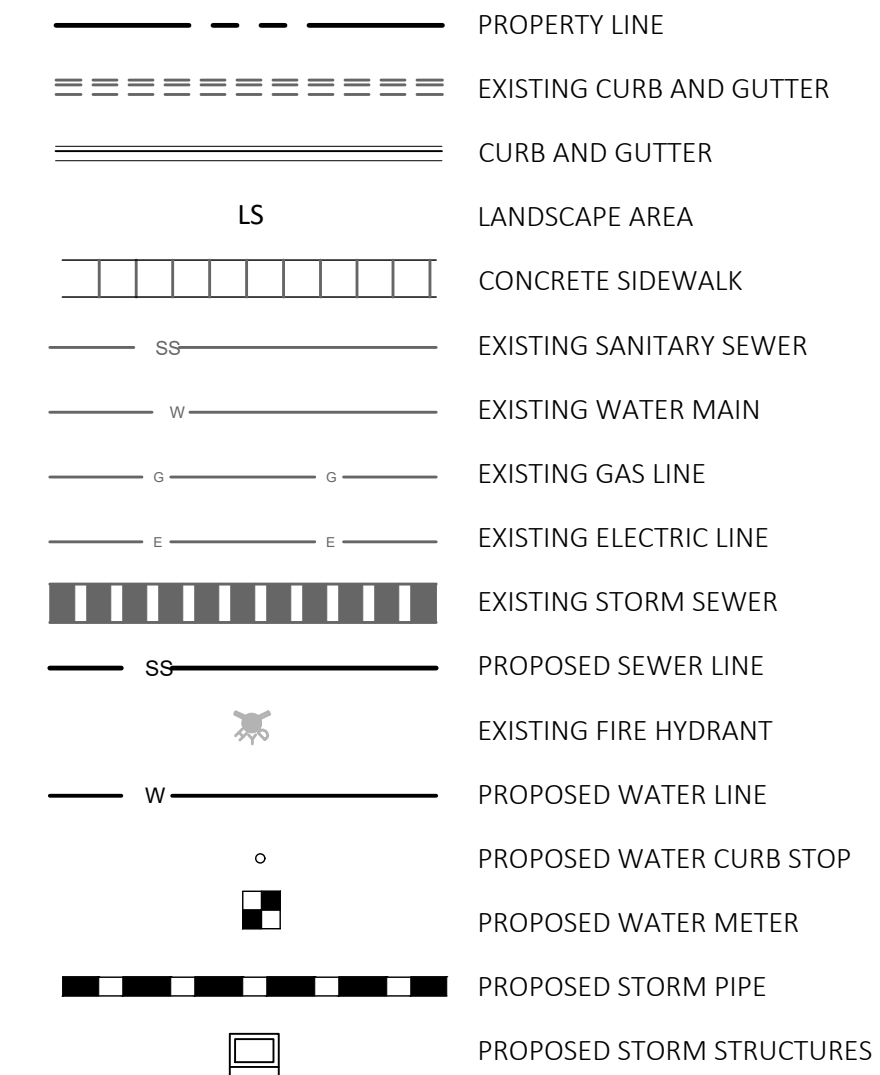 PROPERTY LINE
EXISTING CURB AND GUTTER
CURB AND GUTTER
LS LANDSCAPE AREA
CONCRETE SIDEWALK
SS EXISTING SANITARY SEWER
W EXISTING WATER MAIN
G G EXISTING GAS LINE
E E EXISTING ELECTRIC LINE
EXISTING STORM SEWER
SS PROPOSED SEWER LINE
EXISTING FIRE HYDRANT
W PROPOSED WATER LINE
PROPOSED WATER CURB STOP
PROPOSED WATER METER
PROPOSED STORM PIPE
PROPOSED STORM STRUCTURES